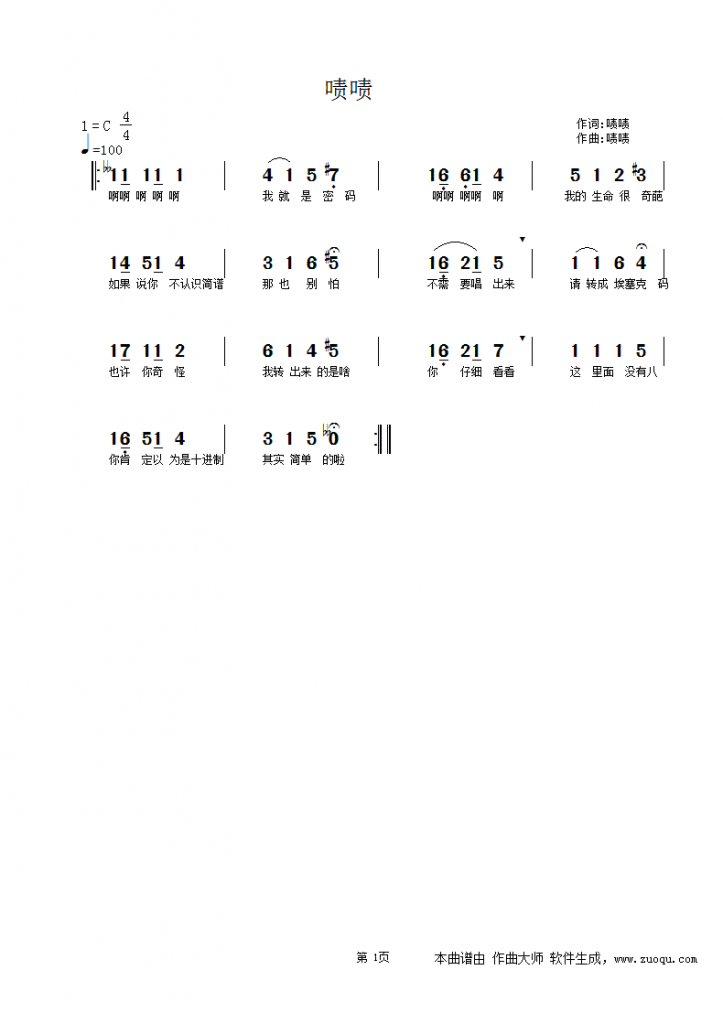 啧啧
1=C 4/4
作词:啧啧
♩=100
作曲:啧啧
𝄫11 11 1 | 4 1 5 #7 | 16 61 4 | 5 1 2 #3 |
啊啊 啊 啊 啊 我 就 是 密 码 啊啊 啊啊 啊 我的 生命 很 奇葩
14 51 4 | 3 1 6 #5 | 16 21 5 | 1 1 6 4 |
如果 说你 不认识简谱 那 也 别 怕 不需 要唱 出来 请 转成 埃塞克 码
17 11 2 | 6 1 4 #5 | 16 21 7 | 1 1 1 5
也许 你奇 怪 我转 出来 的是啥 你 仔细 看看 这 里面 没有八
16 51 4 | 3 1 5 𝄫0 :||
你肯 定以 为是十进制 其实 简单 的啦
第 1页 本曲谱由 作曲大师 软件生成，www.zuoqu.com